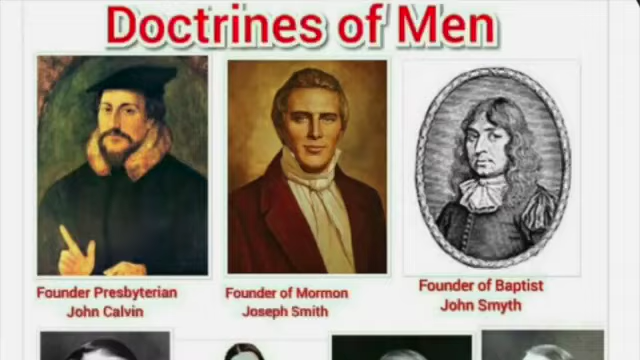 Doctrines of Men
Founder Presbyterian
John Calvin
Founder of Mormon
Joseph Smith
Founder of Baptist
John Smyth